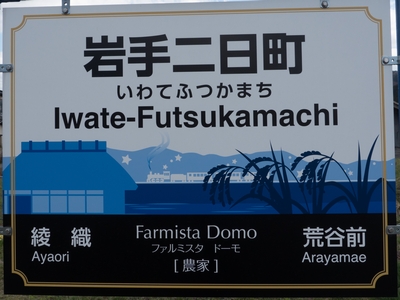 岩手二日町
いわてふつかまち
Iwate-Futsukamachi
綾織
Ayaori
Farmista Domo
ファルミスタ ドーモ
[農家]
荒谷前
Arayamae